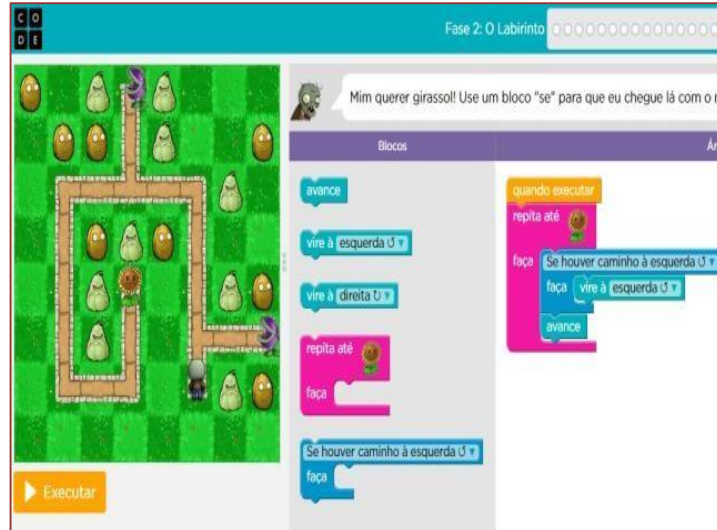 C O
D E
Fase 2: O Labirinto
Mim querer girassol! Use um bloco "se" para que eu chegue lá com o
Blocos
avance
vire à esquerda ↺ ▼
vire à direita ↻ ▼
repita até
faça
Se houver caminho à esquerda ↺ ▼
faça
quando executar
repita até
faça
Se houver caminho à esquerda ↺ ▼
faça
vire à esquerda ↺ ▼
avance
Executar